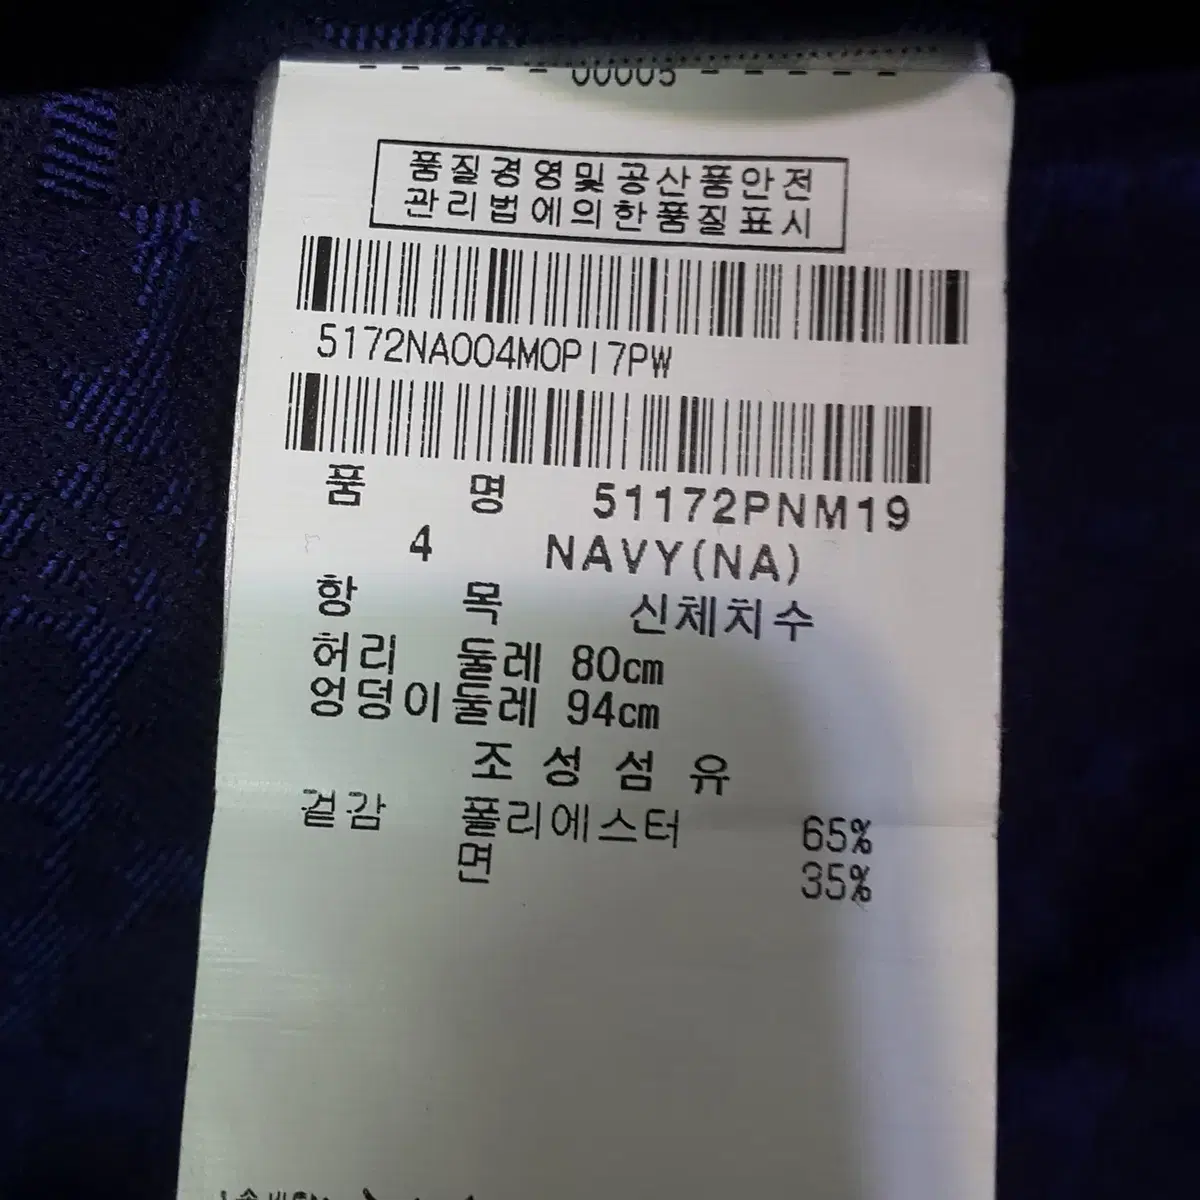 - - - - - 00005 - - - - -
품질경영및공산품안전
관리법에의한품질표시
5172NA004MOPI7PW
품 명 51172PNM19
4 NAVY(NA)
항 목 신체치수
허리 둘레 80cm
엉덩이둘레 94cm
조성섬유
겉감 폴리에스터 65%
면 35%